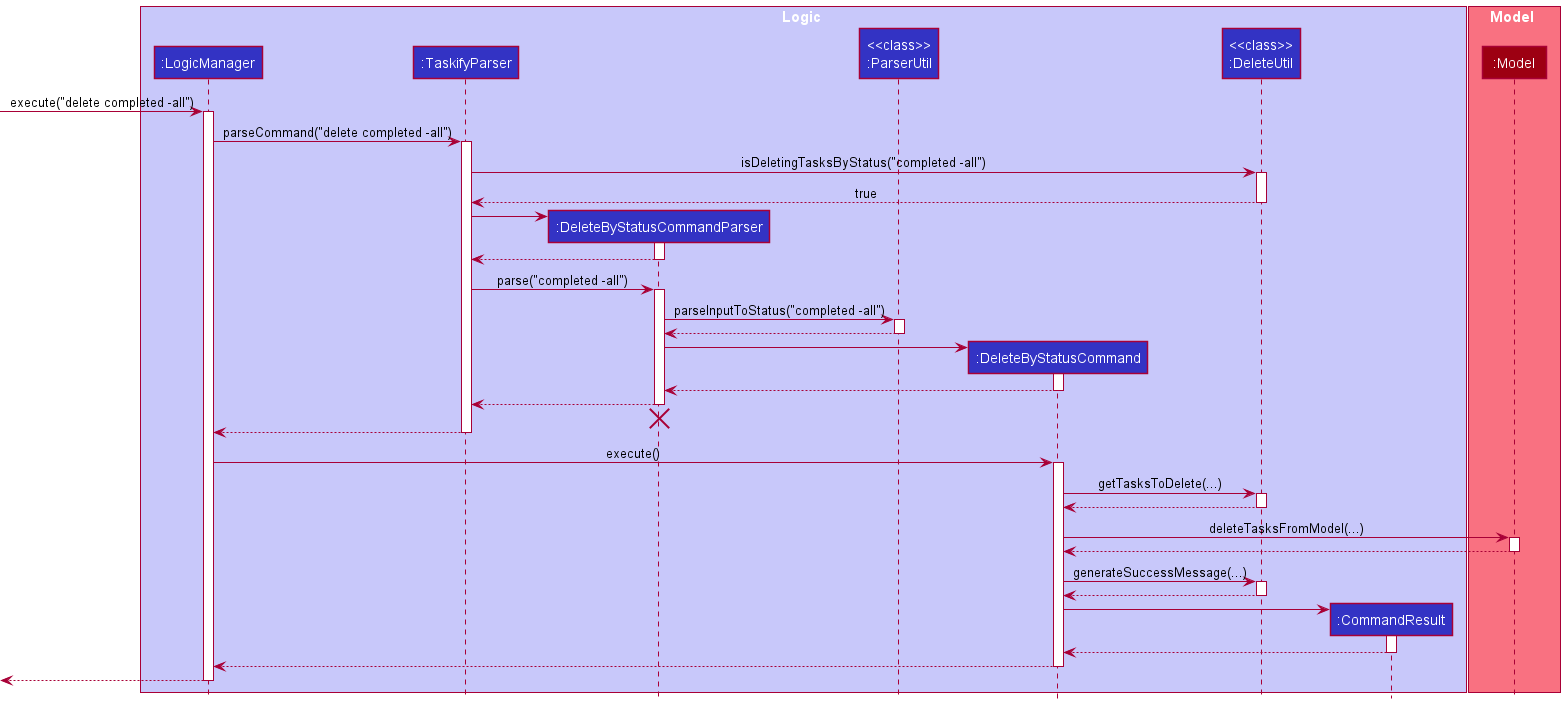 Logic
Model
<<class>>
:ParserUtil
<<class>>
:DeleteUtil
:LogicManager
:TaskifyParser
:Model
execute("delete completed -all")
parseCommand("delete completed -all")
isDeletingTasksByStatus("completed -all")
true
:DeleteByStatusCommandParser
parse("completed -all")
parseInputToStatus("completed -all")
:DeleteByStatusCommand
execute()
getTasksToDelete(...)
deleteTasksFromModel(...)
generateSuccessMessage(...)
:CommandResult